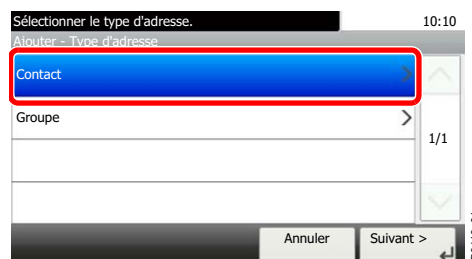 Sélectionner le type d'adresse.
10:10
Ajouter - Type d'adresse
Contact
Groupe
1/1
Annuler
Suivant >